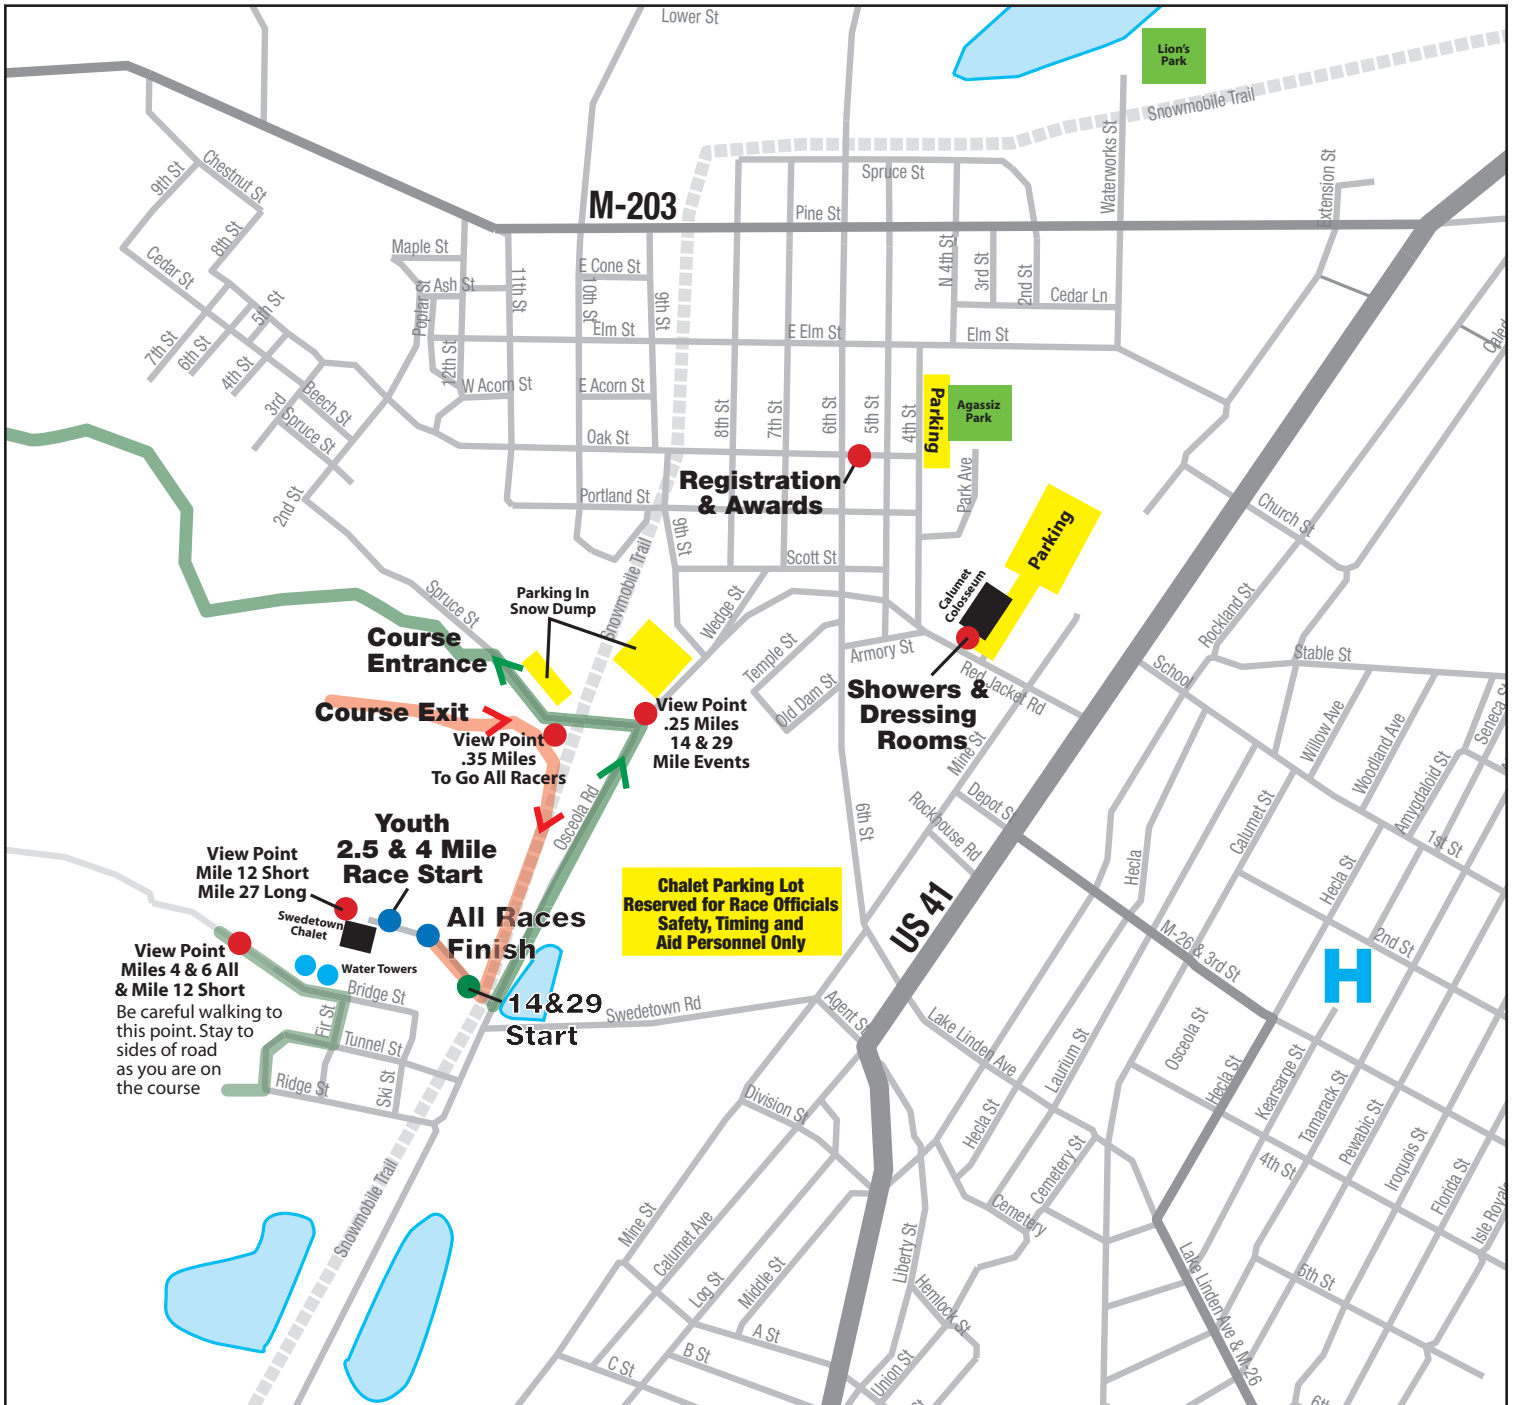 Lower St
Lion's
Park
Snowmobile Trail
Waterworks St
Extension St
9th St
Chestnut St
8th St
Cedar St
5th St
7th St
6th St
4th St
3rd
Beech St
Spruce St
2nd St
Spruce St
M-203
Spruce St
Pine St
Maple St
Ash St
Poplar St
11th St
E Cone St
10th St
9th St
Elm St
E Elm St
N 4th St
3rd St
2nd St
Cedar Ln
Elm St
12th St
W Acorn St
E Acorn St
8th St
7th St
6th St
5th St
4th St
Parking
Agassiz
Park
Oak St
Park Ave
Registration
& Awards
Portland St
9th St
Scott St
Snowmobile Trail
Wedge St
Parking
Calumet
Colosseum
Church St
Rockland St
School
Stable St
Parking In
Snow Dump
Course
Entrance
Course Exit
View Point
.35 Miles
To Go All Racers
View Point
.25 Miles
14 & 29
Mile Events
Temple St
Old Dam St
Armory St
Red Jacket Rd
Showers &
Dressing
Rooms
Mine St
Depot St
Rockhouse Rd
6th St
Osceola Rd
Youth
2.5 & 4 Mile
Race Start
View Point
Mile 12 Short
Mile 27 Long
Swedetown
Chalet
All Races
Finish
Water Towers
View Point
Miles 4 & 6 All
& Mile 12 Short
Be careful walking to
this point. Stay to
sides of road
as you are on
the course
Bridge St
Fir St
Tunnel St
Ridge St
Ski St
14&29
Start
Swedetown Rd
Chalet Parking Lot
Reserved for Race Officials
Safety, Timing and
Aid Personnel Only
US 41
Agent St
Lake Linden Ave
M-26 & 3rd St
Hecla
Calumet St
Hecla St
Willow Ave
Woodland Ave
Amygdaloid St
Seneca S
1st St
2nd St
H
Laurium St
Osceola St
Hecla St
Kearsarge St
Tamarack St
Pewabic St
Iroquois St
Florida St
Isle Royal
4th St
5th St
6th
Division St
Hecla St
Cemetery St
Cemetery
Liberty St
Hemlock St
Union St
Mine St
Calumet Ave
Log St
Middle St
A St
B St
C St
Snowmobile Trail
Lake Linden Ave & M-26